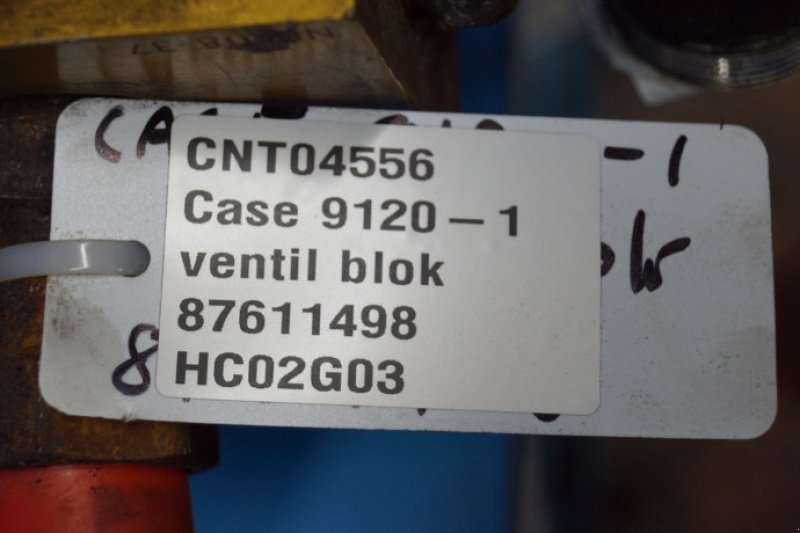 CNT04556
Case 9120-1
ventil blok
87611498
HC02G03